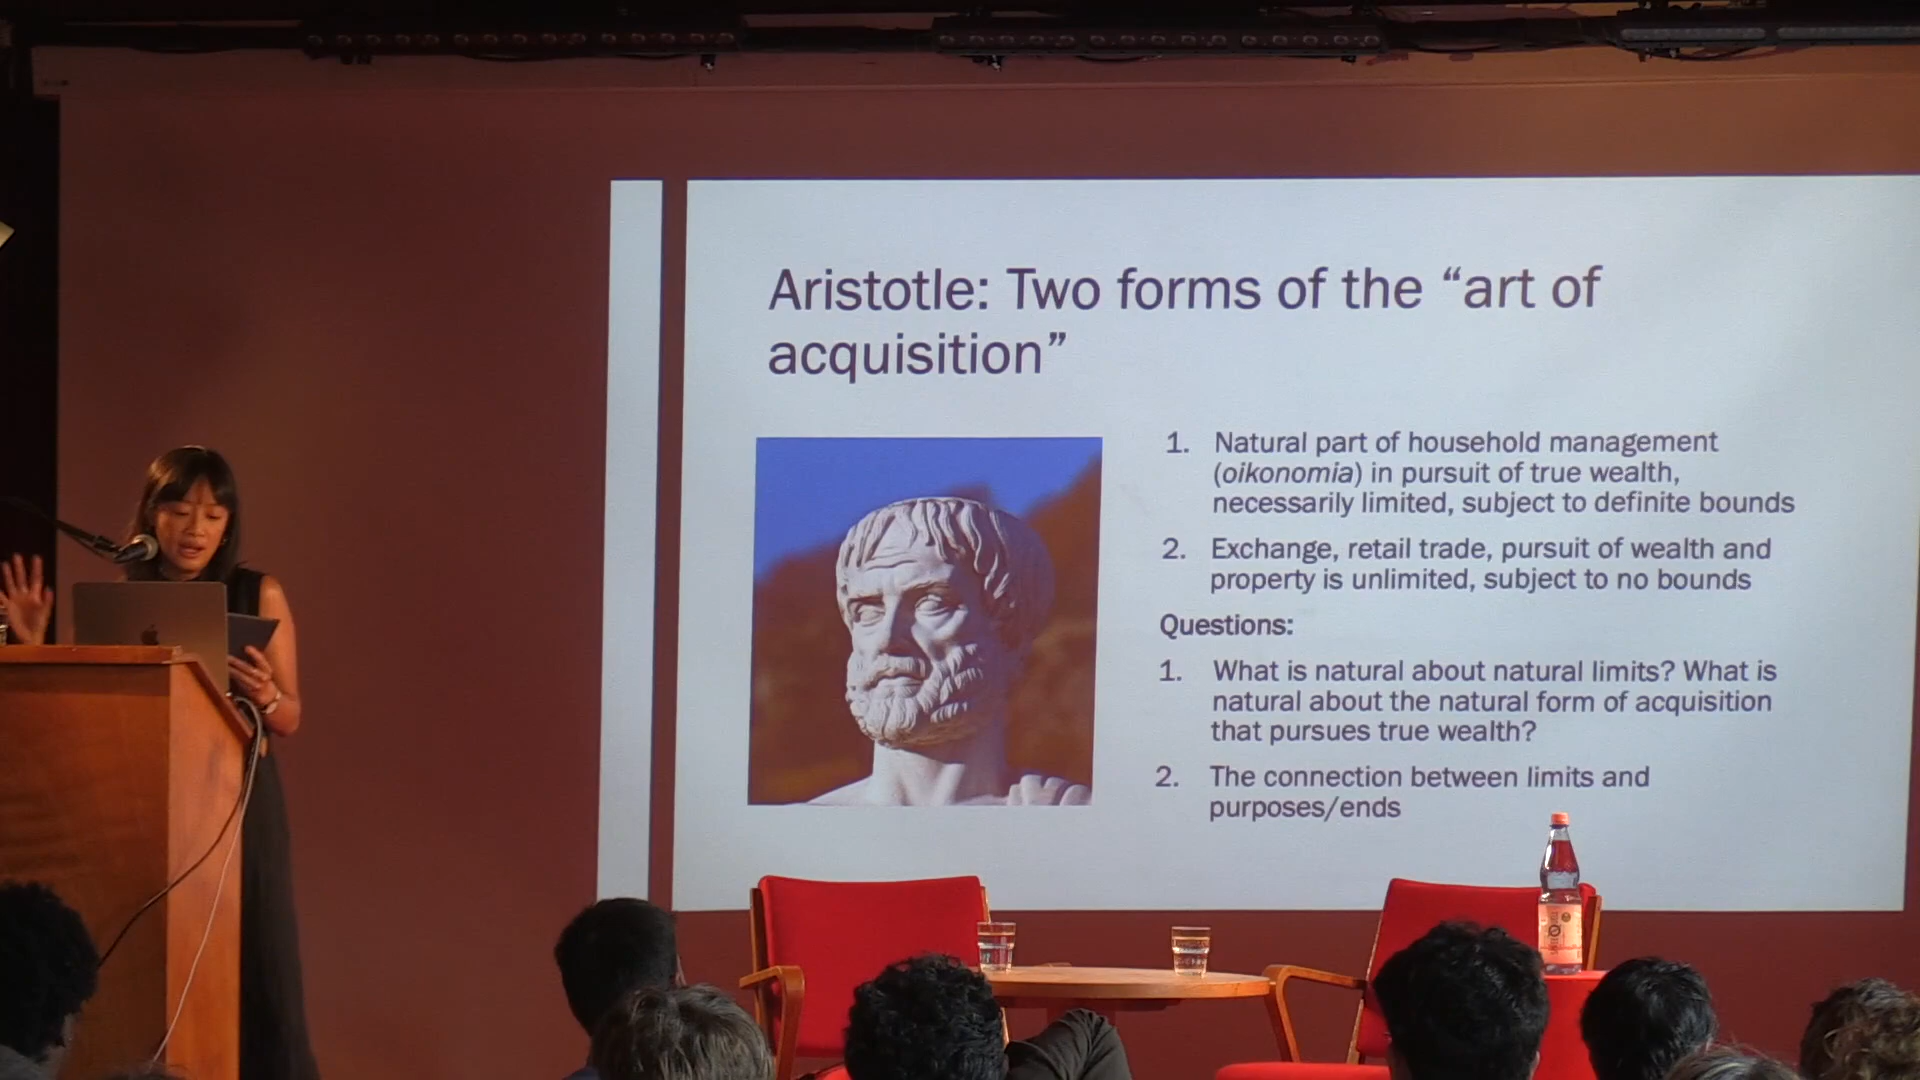 Aristotle: Two forms of the “art of
acquisition”
1. Natural part of household management
(oikonomia) in pursuit of true wealth,
necessarily limited, subject to definite bounds
2. Exchange, retail trade, pursuit of wealth and
property is unlimited, subject to no bounds
Questions:
1. What is natural about natural limits? What is
natural about the natural form of acquisition
that pursues true wealth?
2. The connection between limits and
purposes/ends